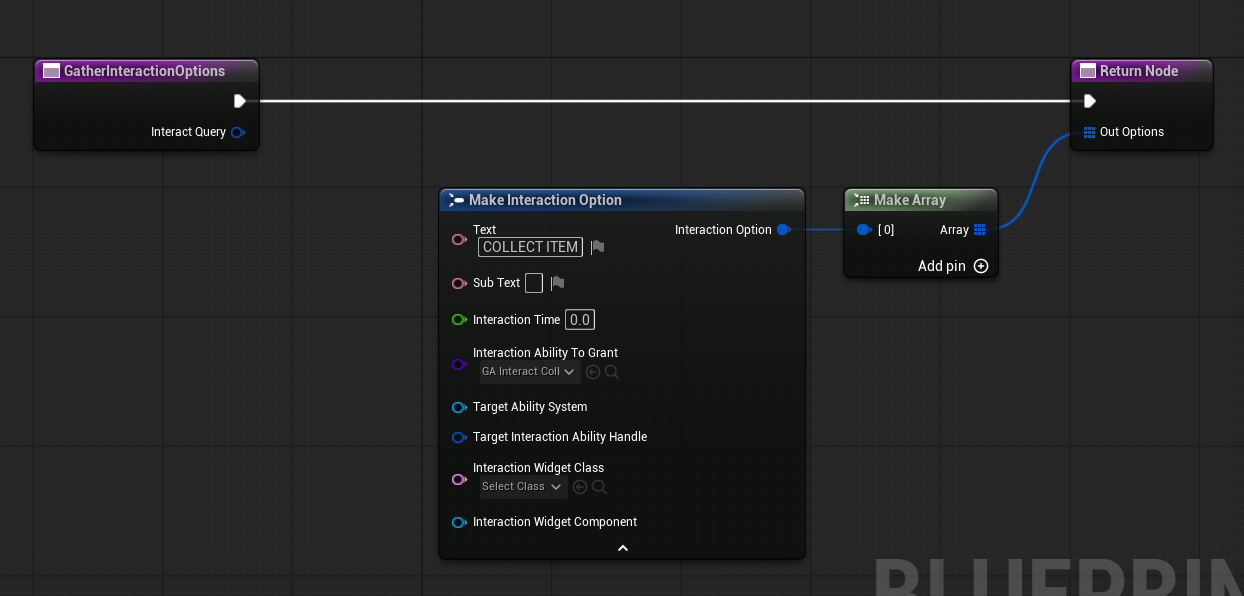 GatherInteractionOptions
Interact Query
Return Node
Out Options
Make Interaction Option
Text
COLLECT ITEM
Interaction Option
Sub Text
Interaction Time 0.0
Interaction Ability To Grant
GA Interact Coll
Target Ability System
Target Interaction Ability Handle
Interaction Widget Class
Select Class
Interaction Widget Component
Make Array
[0]
Array
Add pin
BLUEPRIN